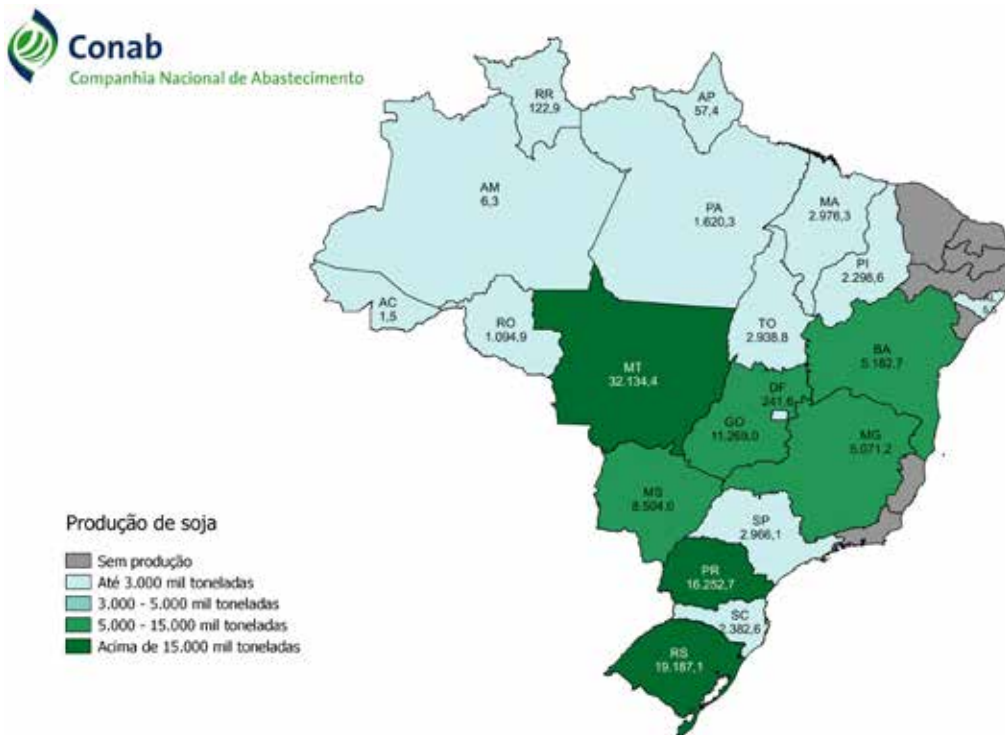 Conab
Companhia Nacional de Abastecimento
RR
122,9
AP
57,4
AM
6,3
PA
1.620,3
MA
2.976,3
PI
2.298,6
AC
1,5
RO
1.094,9
TO
2.938,8
BA
5.182,7
MT
32.134,4
DF
241,6
GO
11.269,0
MG
5.071,2
MS
8.504,0
SP
2.966,1
PR
16.252,7
SC
2.382,6
RS
19.187,1
Produção de soja
Sem produção
Até 3.000 mil toneladas
3.000 - 5.000 mil toneladas
5.000 - 15.000 mil toneladas
Acima de 15.000 mil toneladas